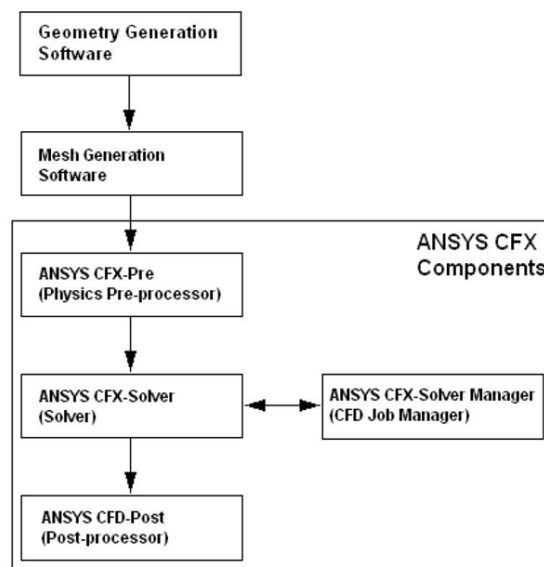 Geometry Generation
Software
Mesh Generation
Software
ANSYS CFX
Components
ANSYS CFX-Pre
(Physics Pre-processor)
ANSYS CFX-Solver
(Solver)
ANSYS CFX-Solver Manager
(CFD Job Manager)
ANSYS CFD-Post
(Post-processor)